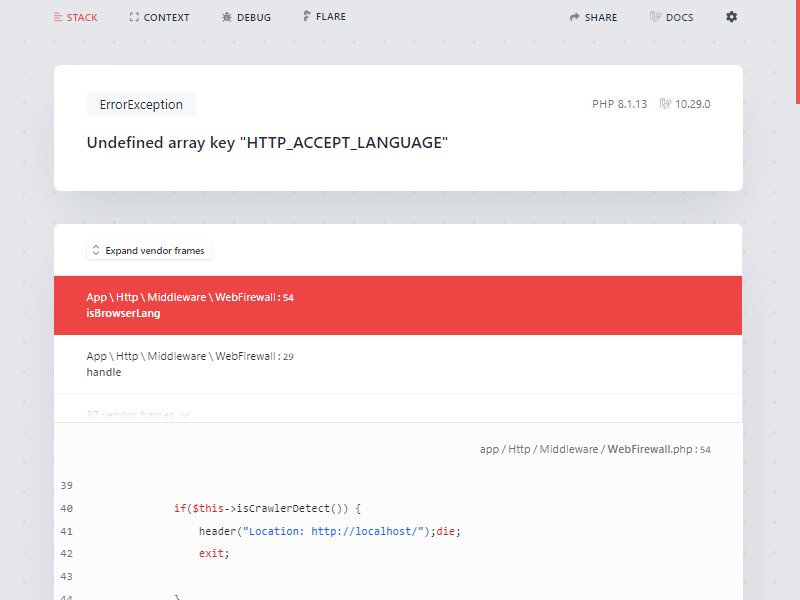 STACK CONTEXT DEBUG FLARE SHARE DOCS
ErrorException PHP 8.1.13 10.29.0
Undefined array key "HTTP_ACCEPT_LANGUAGE"
Expand vendor frames
App \ Http \ Middleware \ WebFirewall : 54
isBrowserLang
App \ Http \ Middleware \ WebFirewall : 29
handle
37 vendor frames
app / Http / Middleware / WebFirewall.php : 54
39
40 if($this->isCrawlerDetect()) {
41 header("Location: http://localhost/");die;
42 exit;
43
44 }